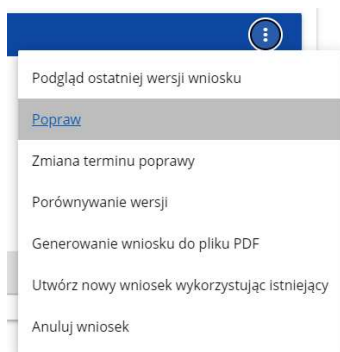 Podgląd ostatniej wersji wniosku
Popraw
Zmiana terminu poprawy
Porównywanie wersji
Generowanie wniosku do pliku PDF
Utwórz nowy wniosek wykorzystując istniejący
Anuluj wniosek